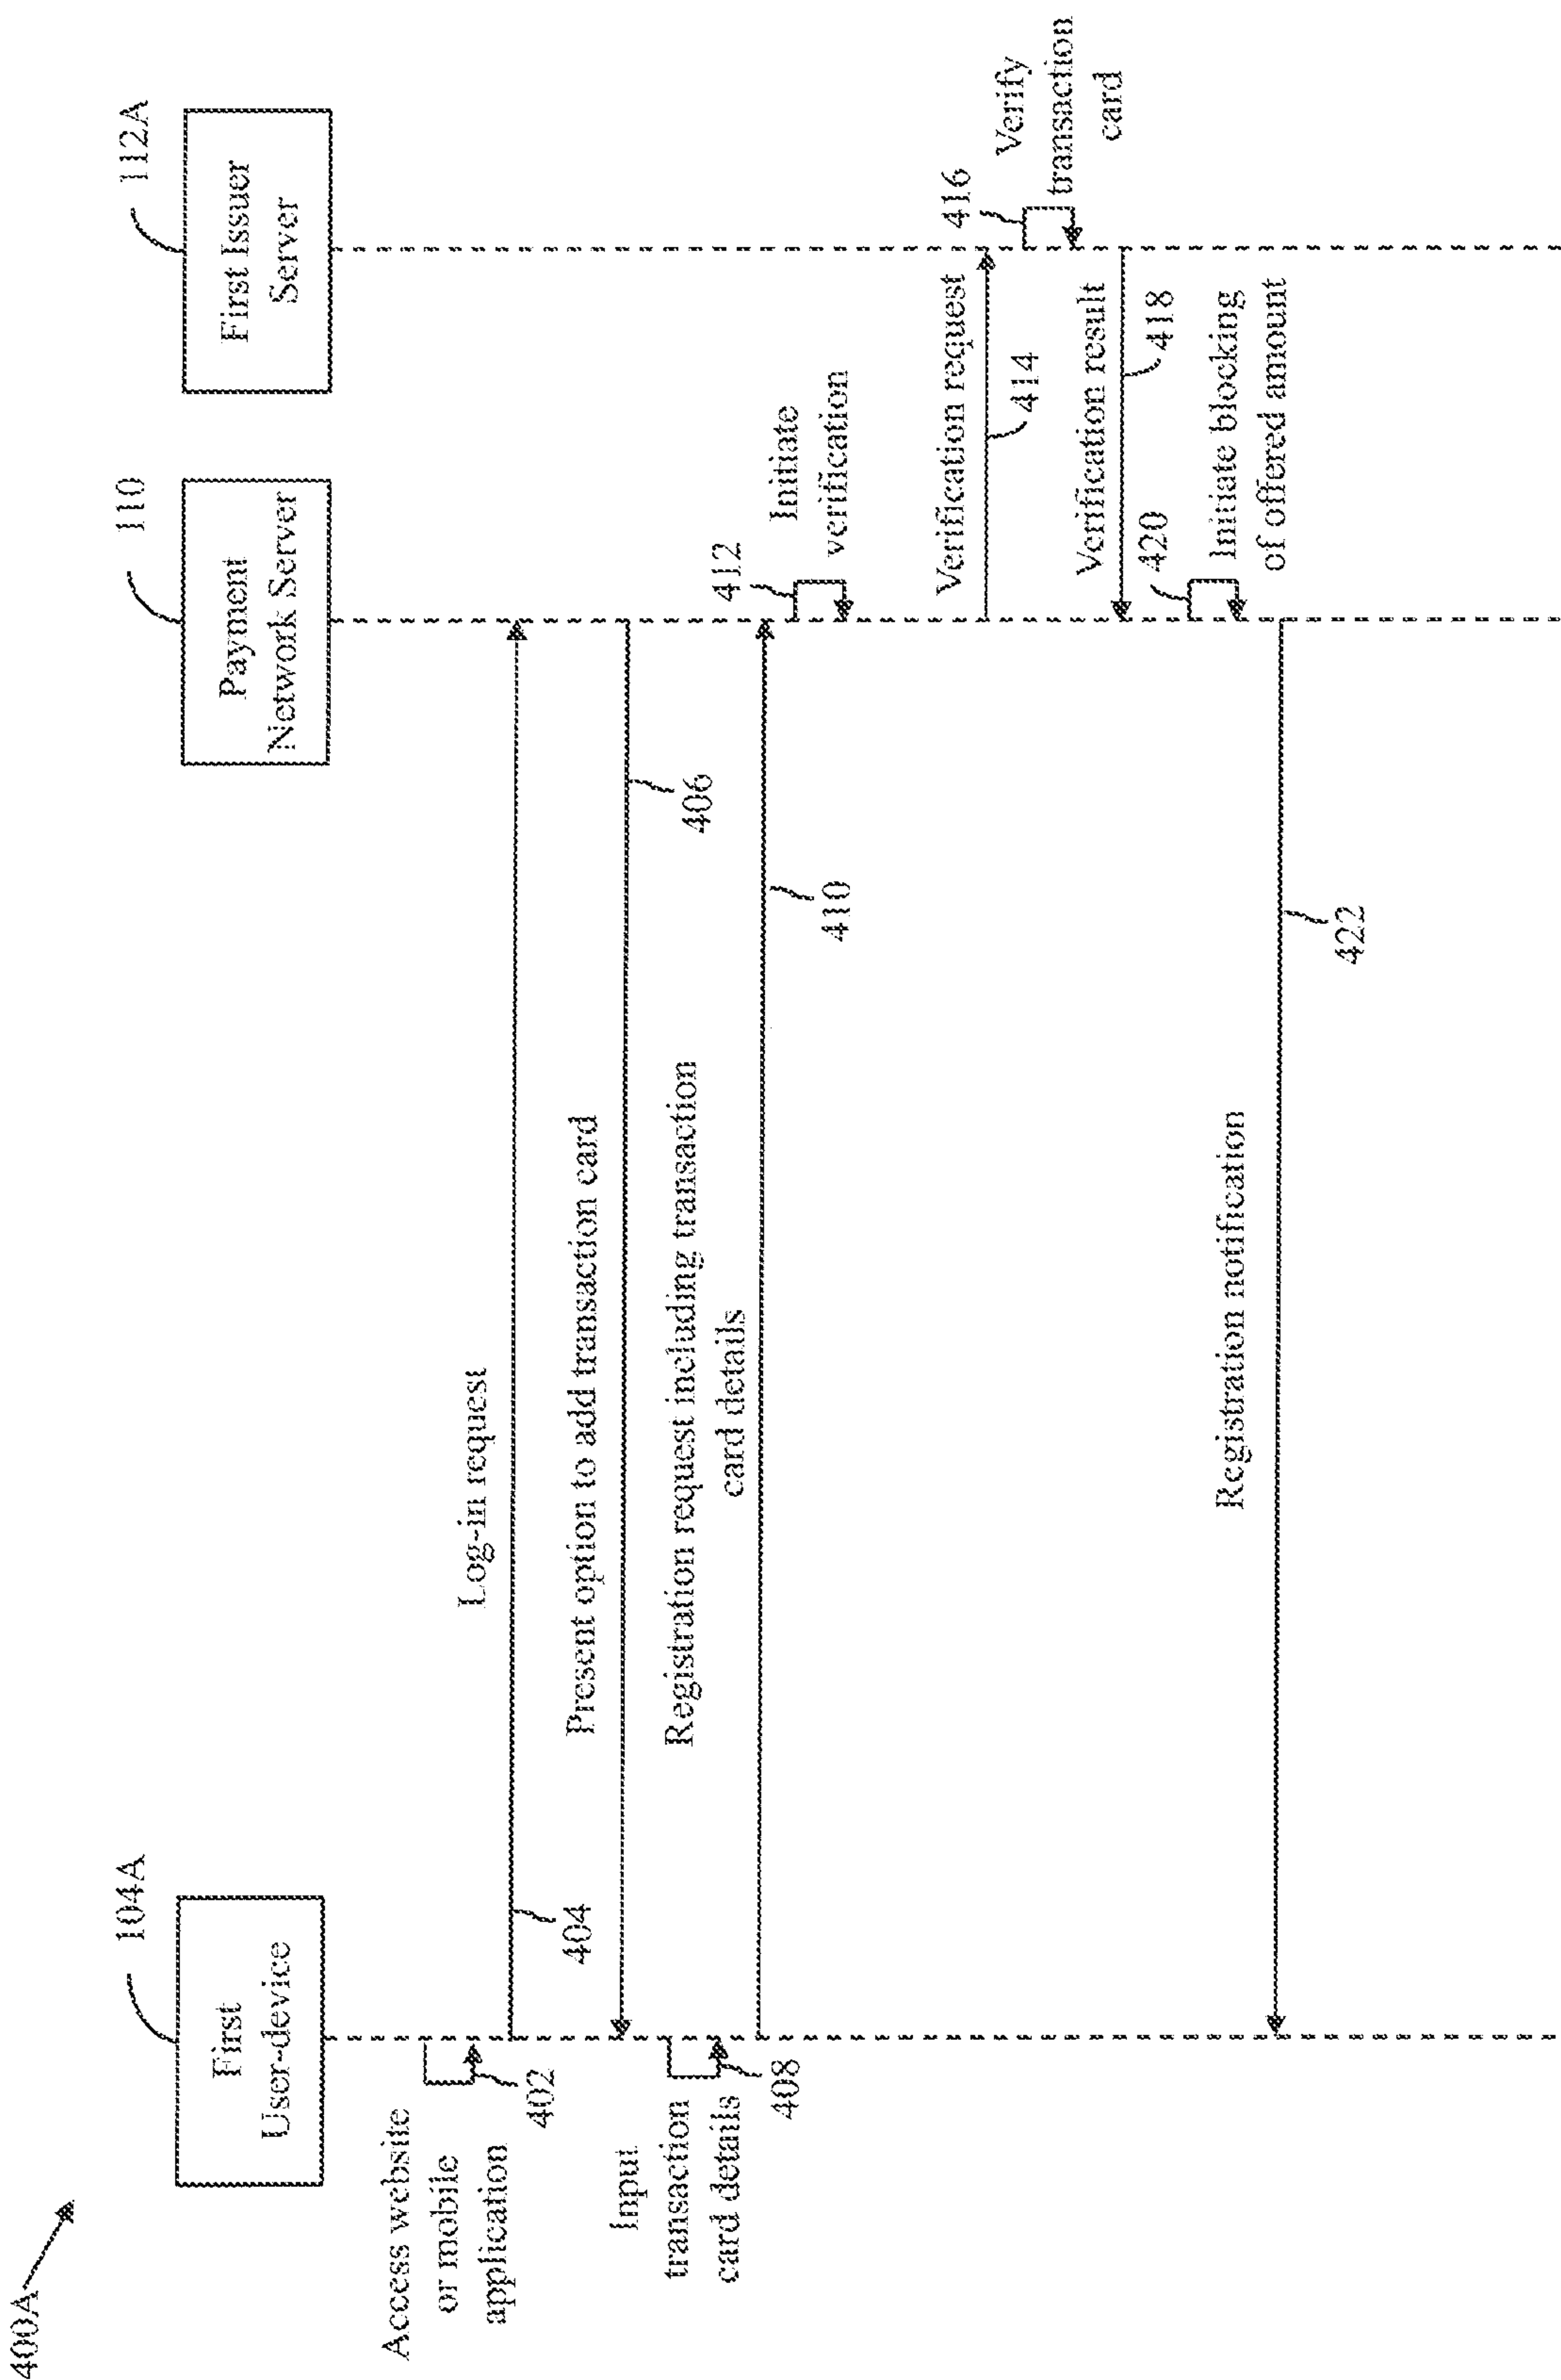 400A
104A
110
112A
First
User-device
Payment
Network Server
First Issuer
Server
Access website
or mobile
application
402
Log-in request
404
Present option to add transaction card
406
Input
transaction
card details
408
Registration request including transaction
card details
410
412
Initiate
verification
Verification request
414
416
Verify
transaction
card
Verification result
418
420
Initiate blocking
of offered amount
Registration notification
422